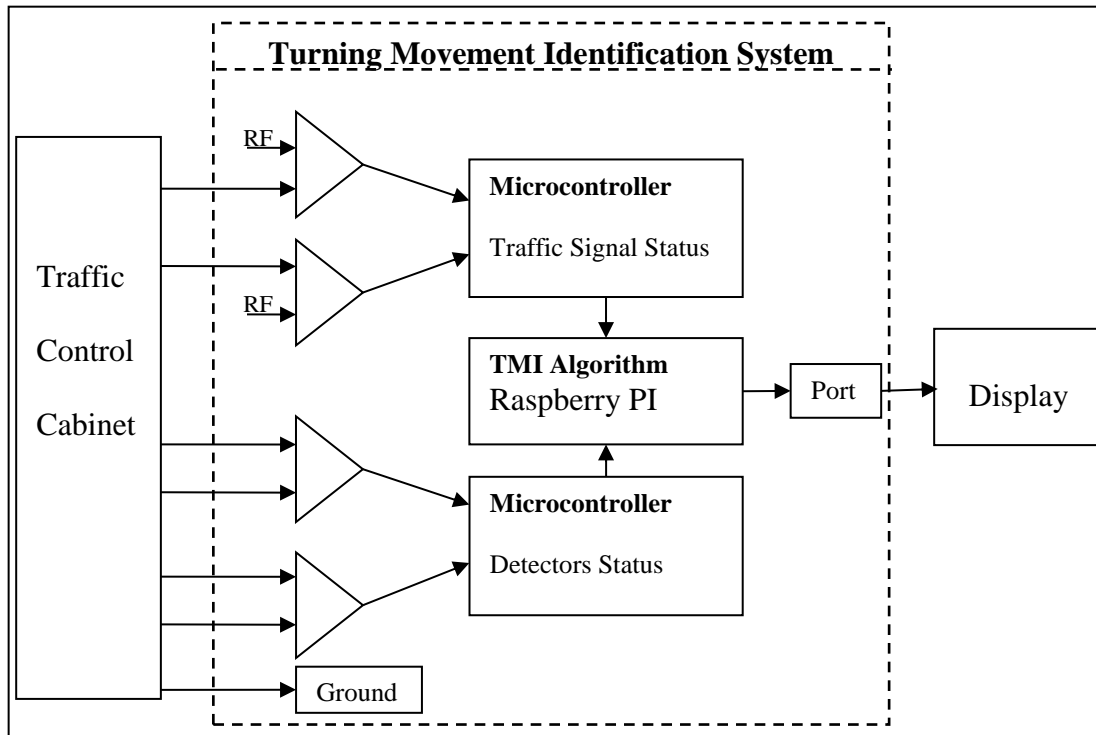 Turning Movement Identification System
RF
RF
Traffic
Control
Cabinet
Microcontroller
Traffic Signal Status
TMI Algorithm
Raspberry PI
Port
Display
Microcontroller
Detectors Status
Ground